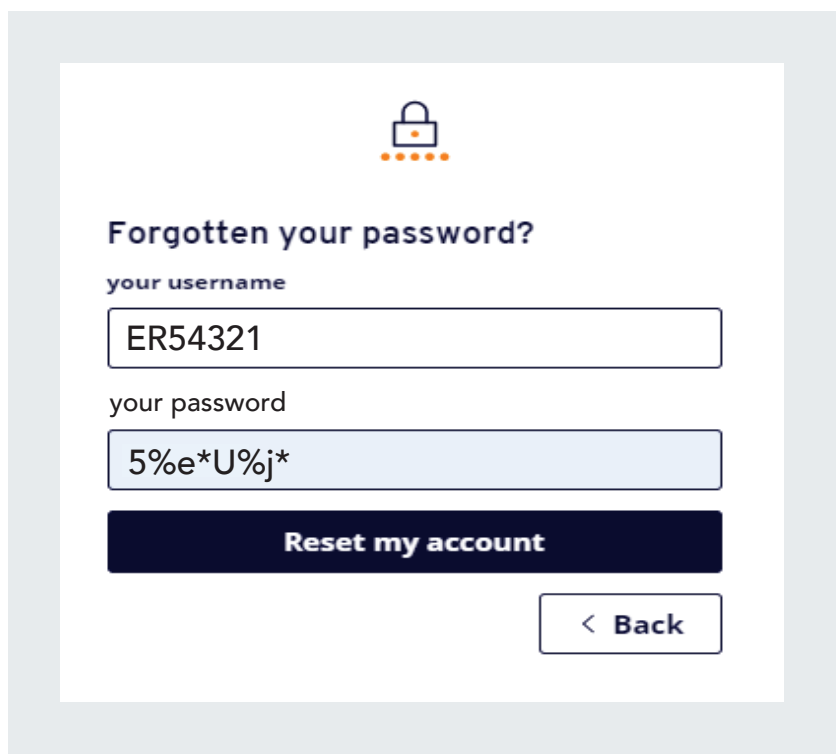 Forgotten your password?
your username
ER54321
your password
5%e*U%j*
Reset my account
< Back